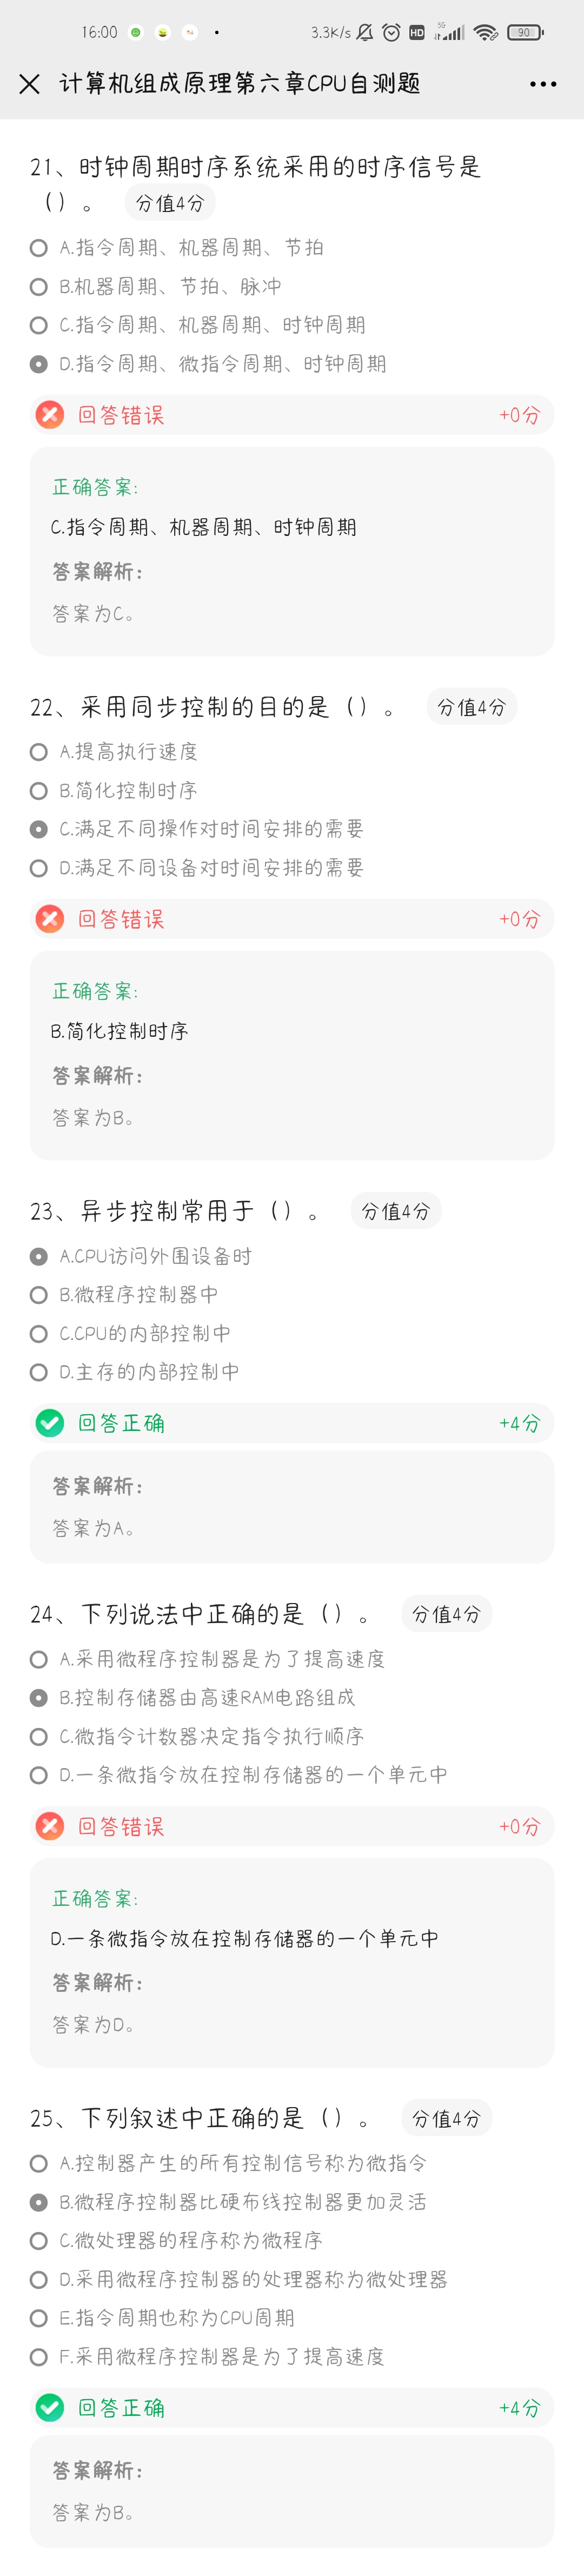 16:00
3.3K/s
HD
5G
90
计算机组成原理第六章CPU自测题
21、时钟周期时序系统采用的时序信号是
（）。 分值4分
A.指令周期、机器周期、节拍
B.机器周期、节拍、脉冲
C.指令周期、机器周期、时钟周期
D.指令周期、微指令周期、时钟周期
回答错误 +0分
正确答案:
C.指令周期、机器周期、时钟周期
答案解析：
答案为C。
22、采用同步控制的目的是（）。 分值4分
A.提高执行速度
B.简化控制时序
C.满足不同操作对时间安排的需要
D.满足不同设备对时间安排的需要
回答错误 +0分
正确答案:
B.简化控制时序
答案解析：
答案为B。
23、异步控制常用于（）。 分值4分
A.CPU访问外围设备时
B.微程序控制器中
C.CPU的内部控制中
D.主存的内部控制中
回答正确 +4分
答案解析：
答案为A。
24、下列说法中正确的是（）。 分值4分
A.采用微程序控制器是为了提高速度
B.控制存储器由高速RAM电路组成
C.微指令计数器决定指令执行顺序
D.一条微指令放在控制存储器的一个单元中
回答错误 +0分
正确答案:
D.一条微指令放在控制存储器的一个单元中
答案解析：
答案为D。
25、下列叙述中正确的是（）。 分值4分
A.控制器产生的所有控制信号称为微指令
B.微程序控制器比硬布线控制器更加灵活
C.微处理器的程序称为微程序
D.采用微程序控制器的处理器称为微处理器
E.指令周期也称为CPU周期
F.采用微程序控制器是为了提高速度
回答正确 +4分
答案解析：
答案为B。